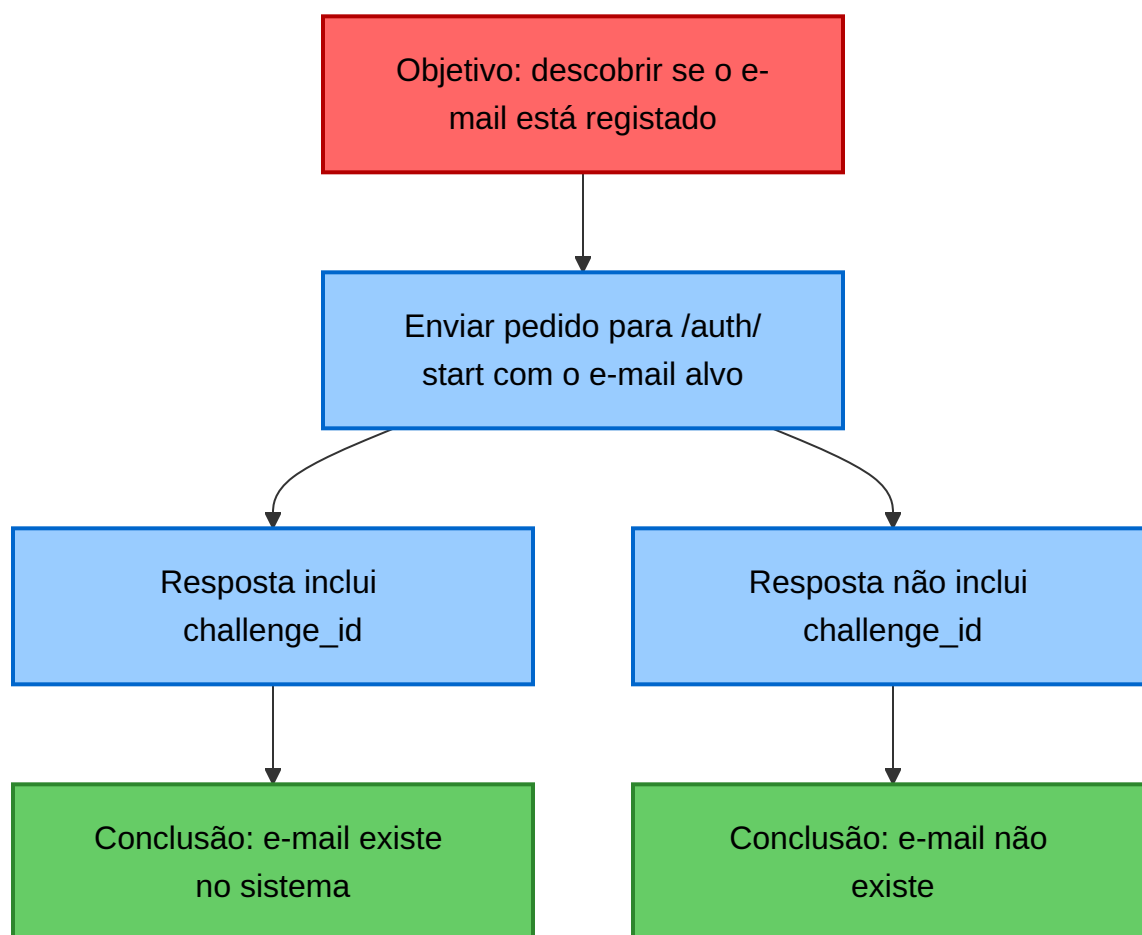 Objetivo: descobrir se o e-
mail está registado
Enviar pedido para /auth/
start com o e-mail alvo
Resposta inclui
challenge_id
Resposta não inclui
challenge_id
Conclusão: e-mail existe
no sistema
Conclusão: e-mail não
existe